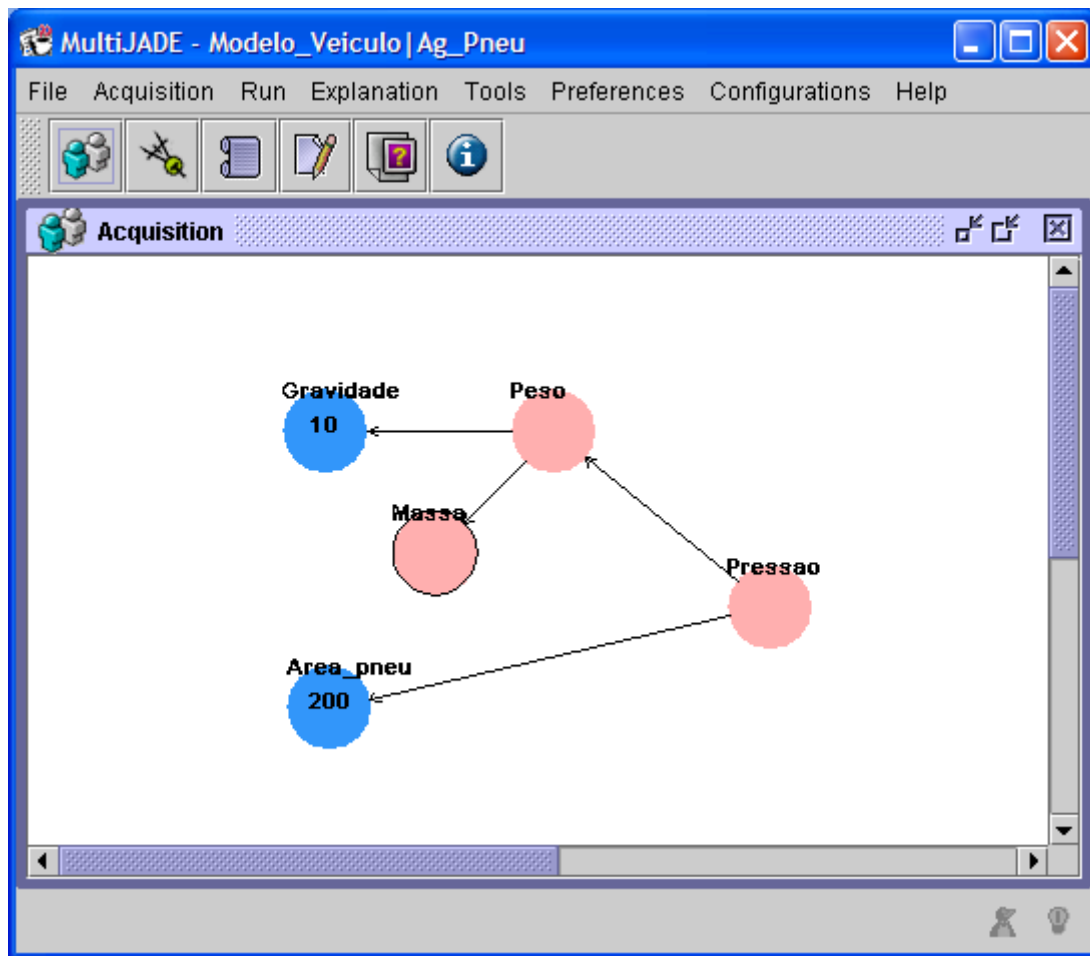 MultiJADE - Modelo_Veiculo|Ag_Pneu
File Acquisition Run Explanation Tools Preferences Configurations Help
Acquisition
Gravidade Peso
10
Massa
Pressao
Area_pneu
200